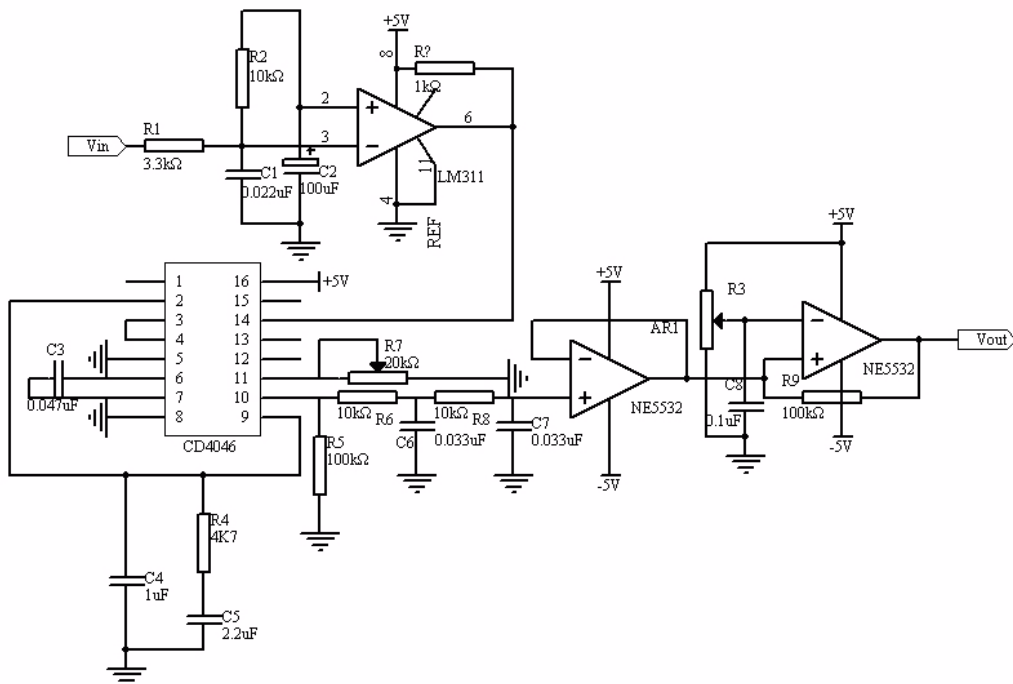 +5V
8
R?
R2
10kΩ
1kΩ
2
+
6
R1
Vin
3
−
3.3kΩ
+
C1
C2
0.022uF
100uF
11
LM311
4
REF
1 16
+5V
2 15
3 14
4 13
5 12
6 11
7 10
8 9
CD4046
C3
0.047uF
R7
20kΩ
10kΩ
R6
10kΩ
R8
R5
100kΩ
C6
0.033uF
C7
0.033uF
R4
4K7
C4
1uF
C5
2.2uF
+5V
−
+
NE5532
-5V
AR1
+5V
R3
−
+
Vout
NE5532
R9
C8
100kΩ
0.1uF
-5V